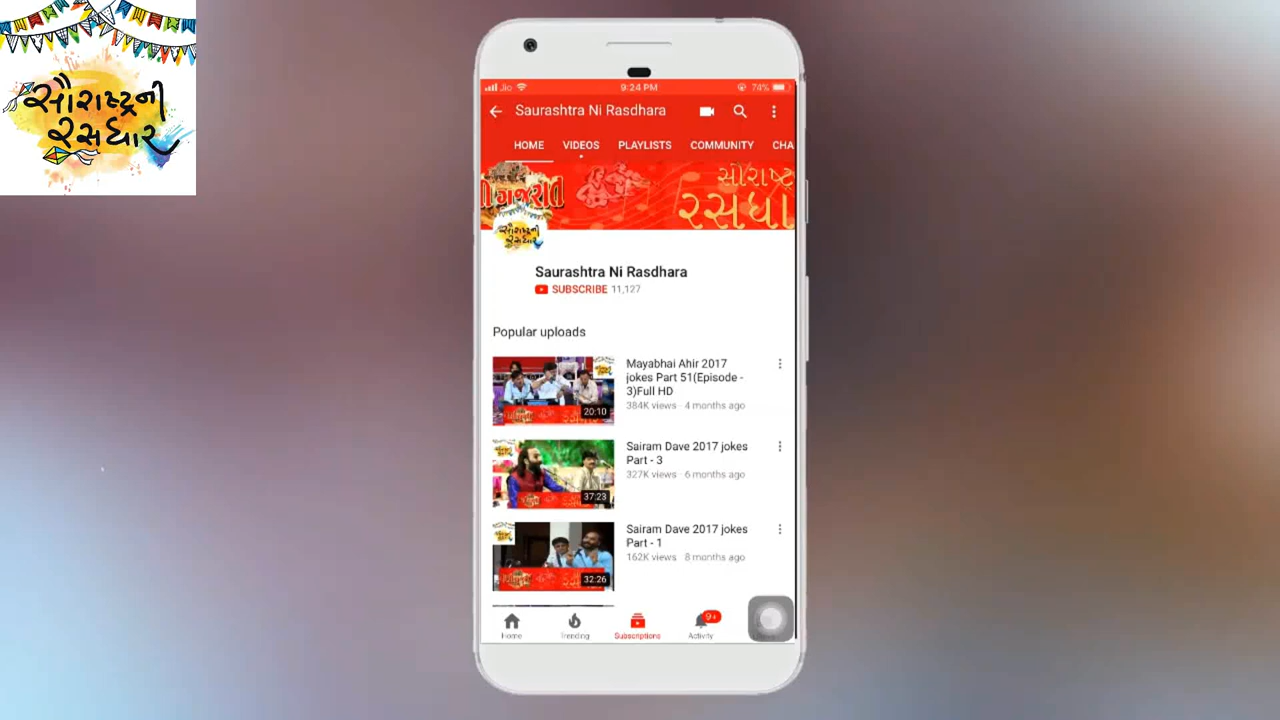 સૌરાષ્ટ્રની
રસધાર
Jio
9:24 PM
74%
Saurashtra Ni Rasdhara
HOME VIDEOS PLAYLISTS COMMUNITY CHA
સૌરાષ્ટ્ર
રસધા
સૌરાષ્ટ્રની
રસધાર
Saurashtra Ni Rasdhara
SUBSCRIBE 11,127
Popular uploads
Mayabhai Ahir 2017
jokes Part 51(Episode -
3)Full HD
384K views · 4 months ago
20:10
Sairam Dave 2017 jokes
Part - 3
327K views · 6 months ago
37:23
Sairam Dave 2017 jokes
Part - 1
162K views · 8 months ago
32:26
9+
Home Trending Subscriptions Activity